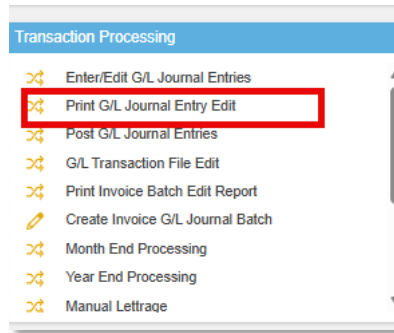 Transaction Processing
Enter/Edit G/L Journal Entries
Print G/L Journal Entry Edit
Post G/L Journal Entries
G/L Transaction File Edit
Print Invoice Batch Edit Report
Create Invoice G/L Journal Batch
Month End Processing
Year End Processing
Manual Lettrage